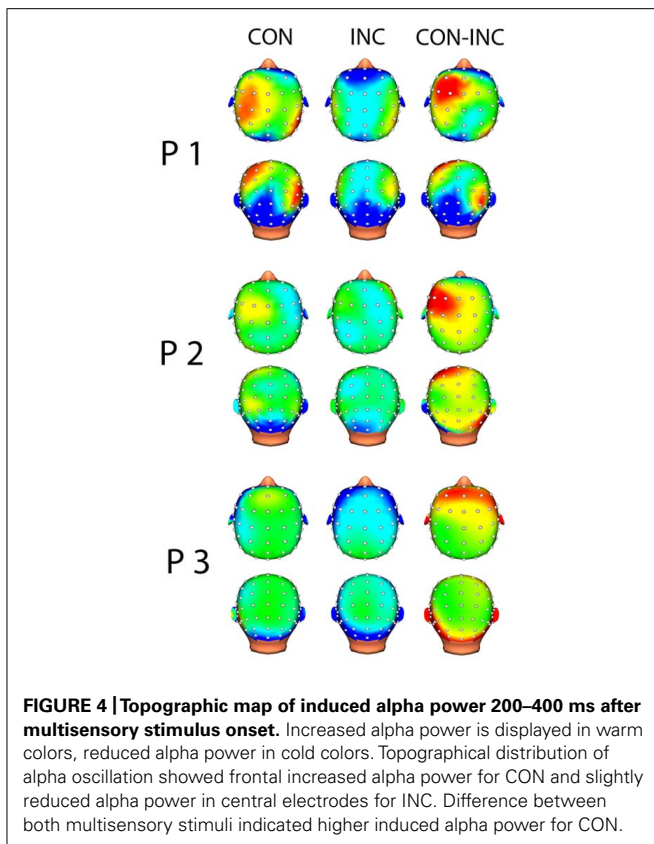 CON INC CON-INC
P 1
P 2
P 3
FIGURE 4 | Topographic map of induced alpha power 200–400 ms after
multisensory stimulus onset. Increased alpha power is displayed in warm
colors, reduced alpha power in cold colors. Topographical distribution of
alpha oscillation showed frontal increased alpha power for CON and slightly
reduced alpha power in central electrodes for INC. Difference between
both multisensory stimuli indicated higher induced alpha power for CON.